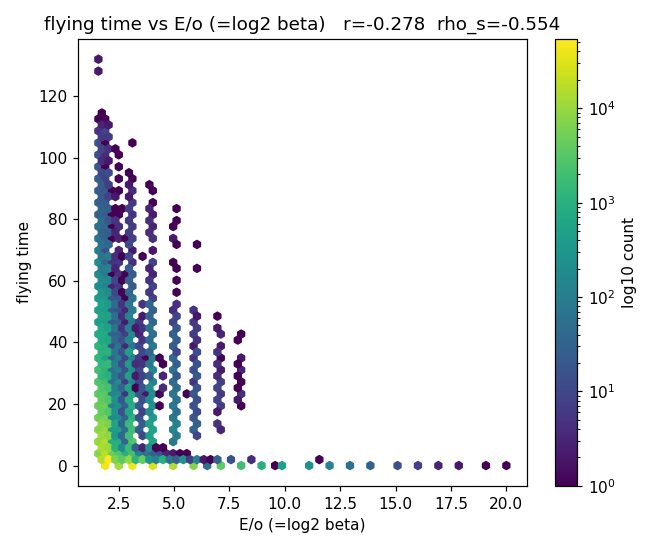 flying time vs E/o (=log2 beta)   r=-0.278  rho_s=-0.554
flying time
120
100
80
60
40
20
0
2.5 5.0 7.5 10.0 12.5 15.0 17.5 20.0
E/o (=log2 beta)
10^4
10^3
10^2
10^1
10^0
log10 count